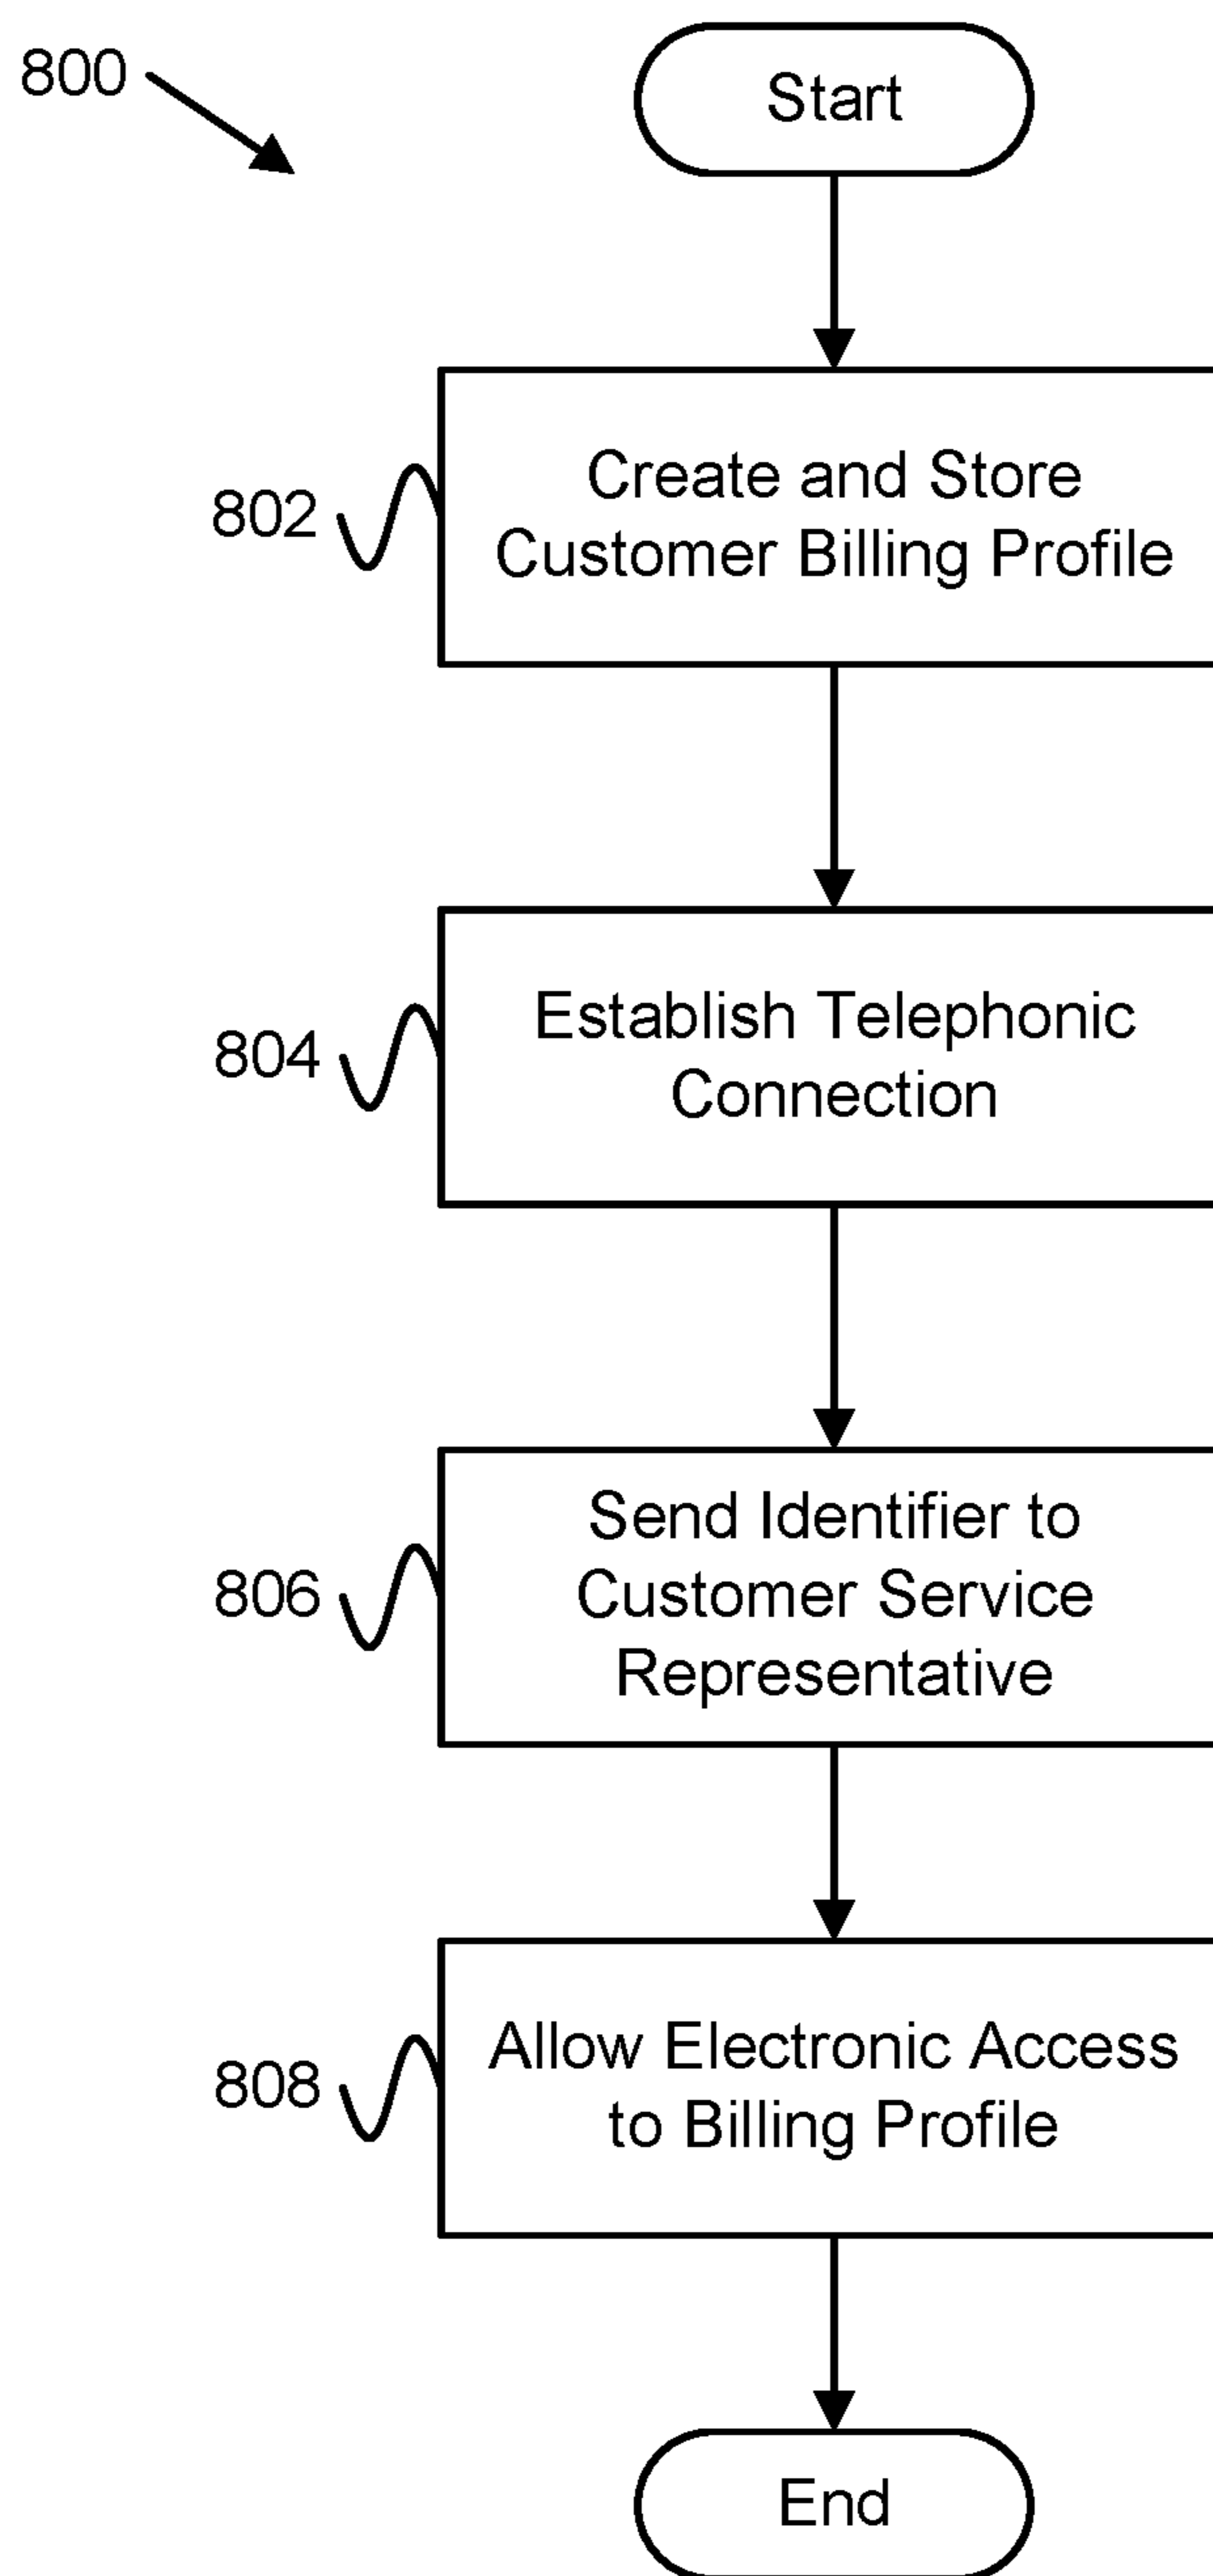 800
Start
802
Create and Store
Customer Billing Profile
804
Establish Telephonic
Connection
806
Send Identifier to
Customer Service
Representative
808
Allow Electronic Access
to Billing Profile
End